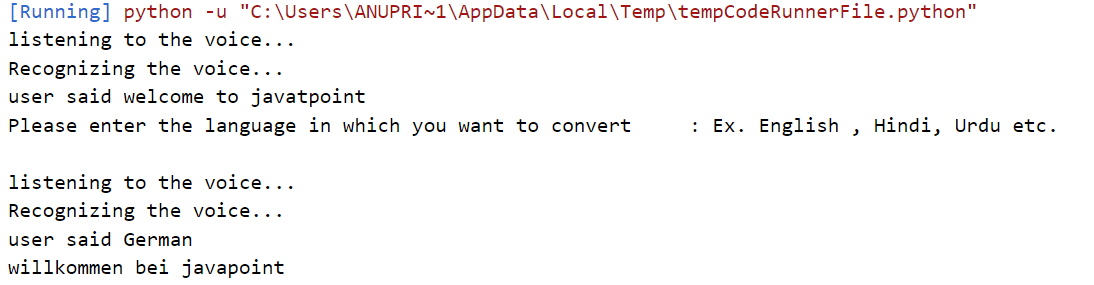 [Running] python -u "C:\Users\ANUPRI~1\AppData\Local\Temp\tempCodeRunnerFile.python"
listening to the voice...
Recognizing the voice...
user said welcome to javatpoint
Please enter the language in which you want to convert     : Ex. English , Hindi, Urdu etc.
listening to the voice...
Recognizing the voice...
user said German
willkommen bei javapoint